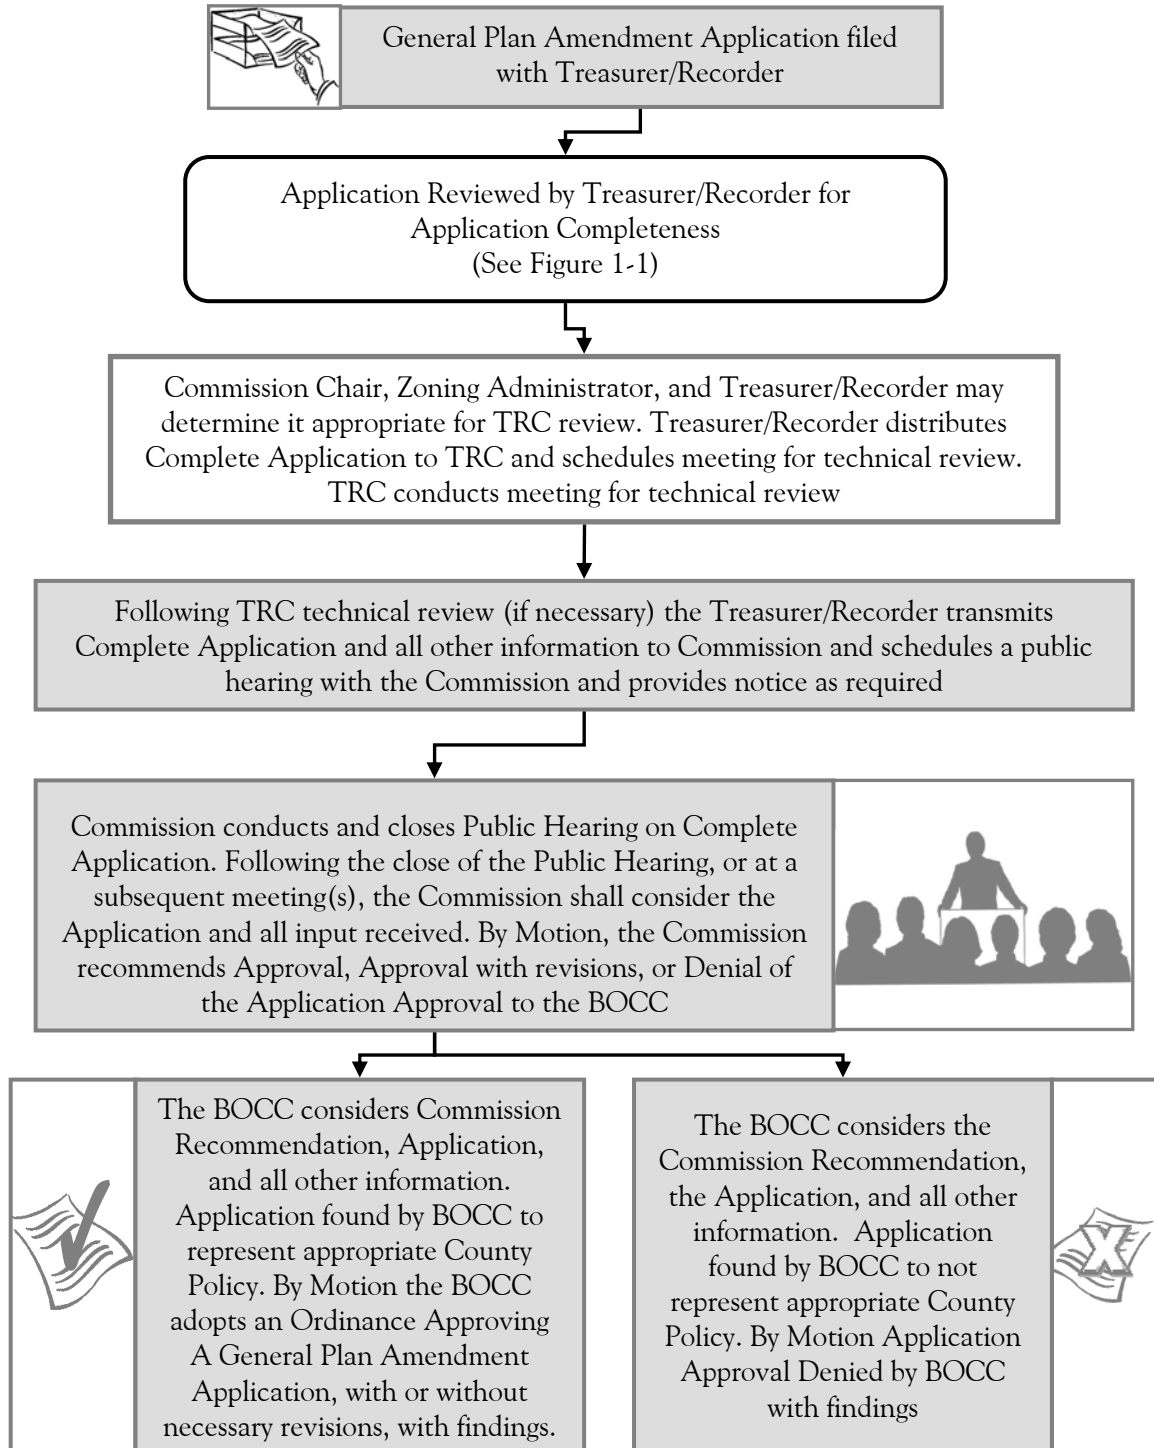 General Plan Amendment Application filed
with Treasurer/Recorder
Application Reviewed by Treasurer/Recorder for
Application Completeness
(See Figure 1-1)
Commission Chair, Zoning Administrator, and Treasurer/Recorder may
determine it appropriate for TRC review. Treasurer/Recorder distributes
Complete Application to TRC and schedules meeting for technical review.
TRC conducts meeting for technical review
Following TRC technical review (if necessary) the Treasurer/Recorder transmits
Complete Application and all other information to Commission and schedules a public
hearing with the Commission and provides notice as required
Commission conducts and closes Public Hearing on Complete
Application. Following the close of the Public Hearing, or at a
subsequent meeting(s), the Commission shall consider the
Application and all input received. By Motion, the Commission
recommends Approval, Approval with revisions, or Denial of
the Application Approval to the BOCC
The BOCC considers Commission
Recommendation, Application,
and all other information.
Application found by BOCC to
represent appropriate County
Policy. By Motion the BOCC
adopts an Ordinance Approving
A General Plan Amendment
Application, with or without
necessary revisions, with findings.
The BOCC considers the
Commission Recommendation,
the Application, and all other
information.  Application
found by BOCC to not
represent appropriate County
Policy. By Motion Application
Approval Denied by BOCC
with findings